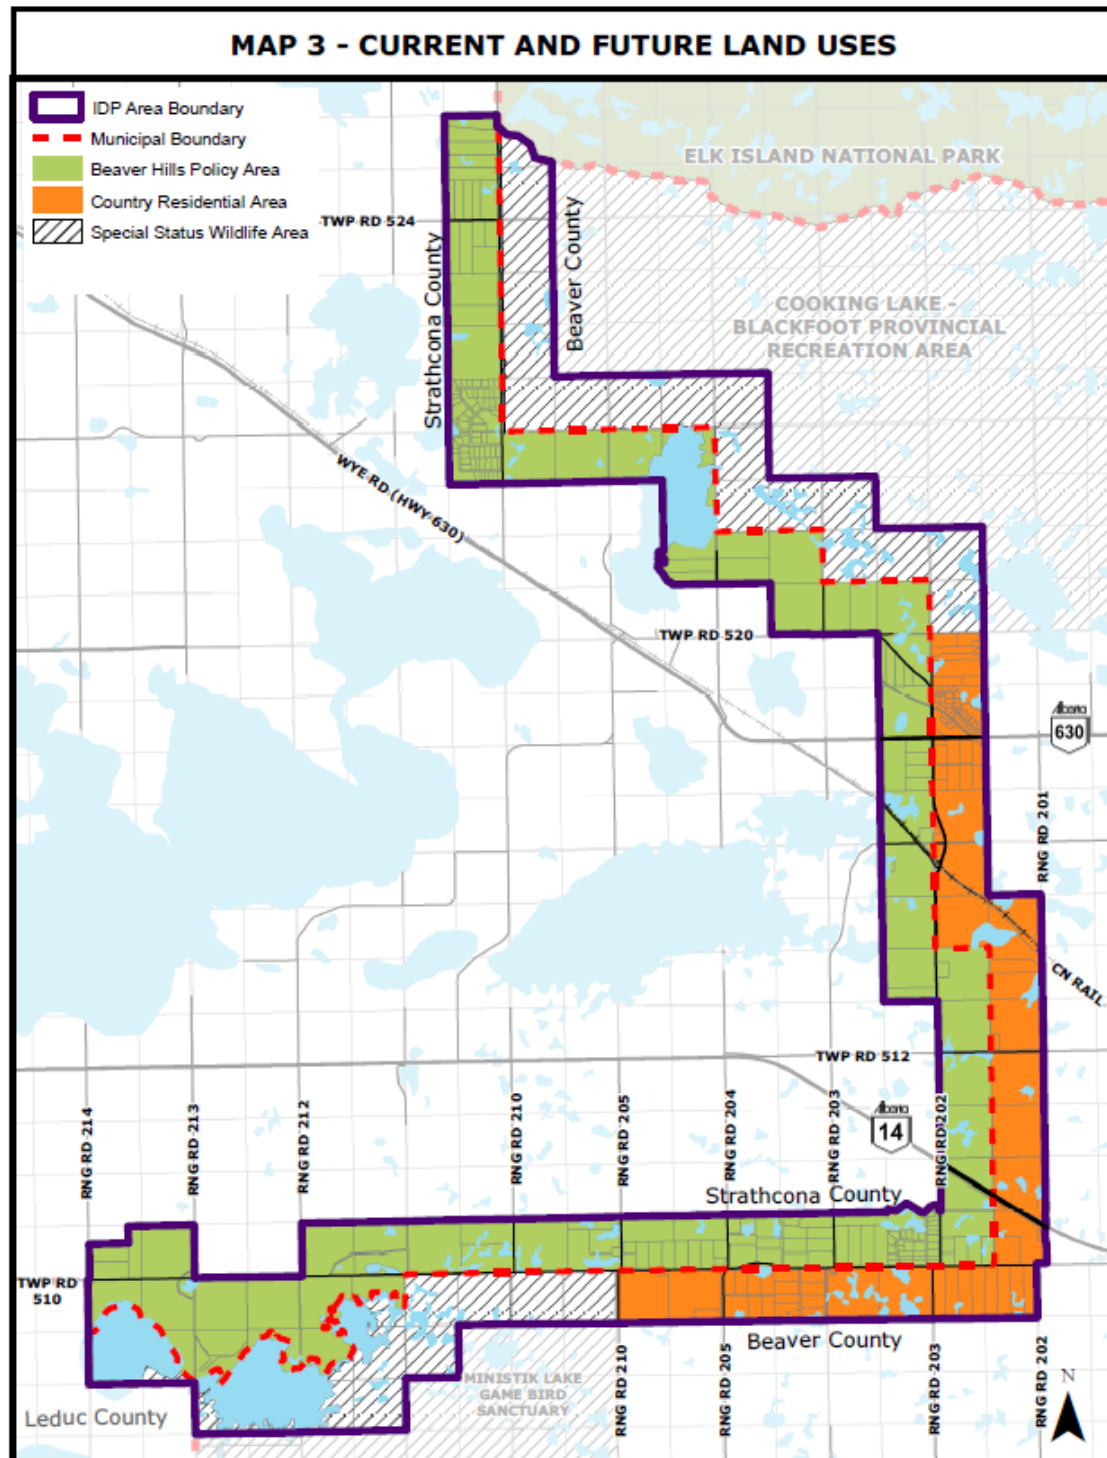 MAP 3 - CURRENT AND FUTURE LAND USES
IDP Area Boundary
Municipal Boundary
Beaver Hills Policy Area
Country Residential Area
Special Status Wildlife Area
ELK ISLAND NATIONAL PARK
TWP RD 524
Strathcona County
Beaver County
COOKING LAKE -
BLACKFOOT PROVINCIAL
RECREATION AREA
WYE RD (HWY 630)
TWP RD 520
Alberta
630
RNG RD 201
CN RAIL
TWP RD 512
Alberta
14
RNG RD 214
RNG RD 213
RNG RD 212
RNG RD 210
RNG RD 205
RNG RD 204
RNG RD 203
RNG RD 202
Strathcona County
TWP RD
510
Beaver County
MINISTIK LAKE
GAME BIRD
SANCTUARY
Leduc County
RNG RD 210
RNG RD 205
RNG RD 203
RNG RD 202
N